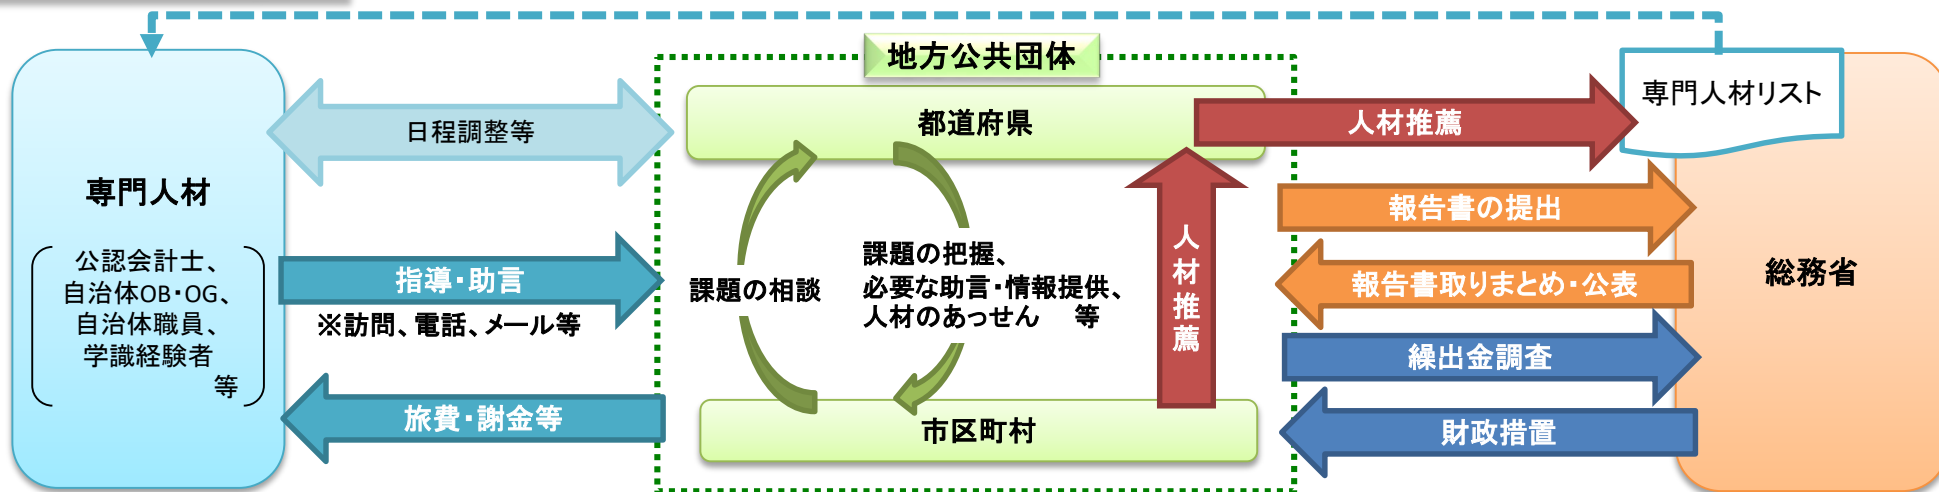 地方公共団体
専門人材リスト
都道府県
人材推薦
日程調整等
専門人材
公認会計士、
自治体OB・OG、
自治体職員、
学識経験者
等
指導・助言
※訪問、電話、メール等
旅費・謝金等
課題の相談
課題の把握、
必要な助言・情報提供、
人材のあっせん　等
人材推薦
市区町村
報告書の提出
報告書取りまとめ・公表
繰出金調査
財政措置
総務省